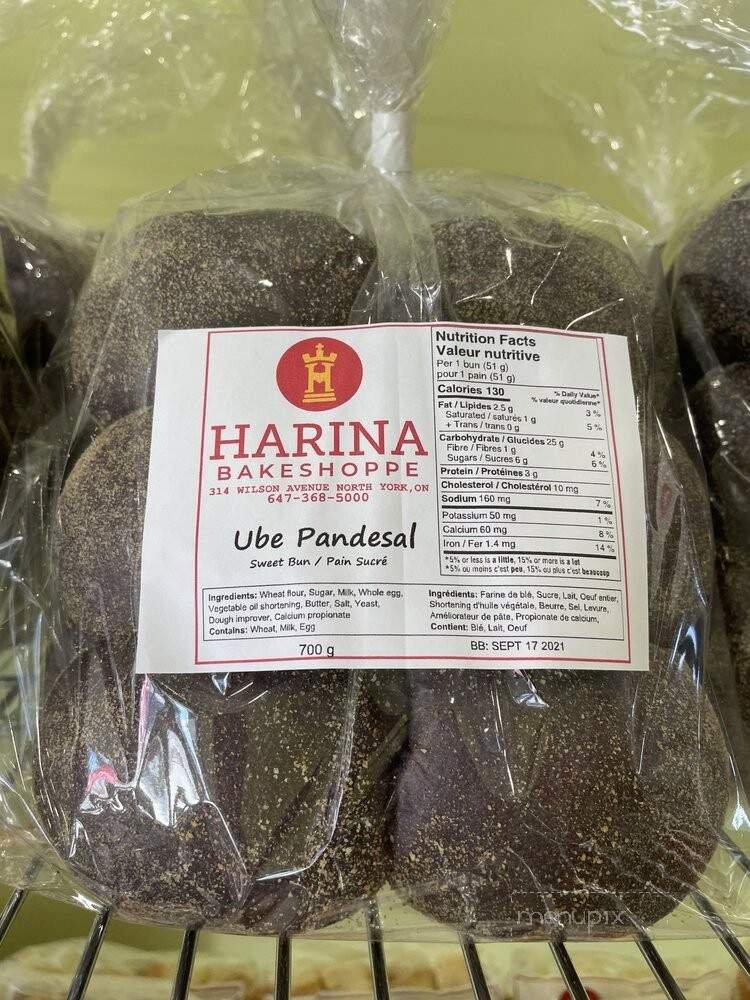 HARINA
BAKESHOPPE
314 WILSON AVENUE NORTH YORK,ON
647-368-5000
Ube Pandesal
Sweet Bun / Pain Sucré
Nutrition Facts
Valeur nutritive
Per 1 bun (51 g)
pour 1 pain (51 g)
Calories 130
% Daily Value*
% valeur quotidienne*
Fat / Lipides 2.5 g 3 %
Saturated / saturés 1 g
+ Trans / trans 0 g 5 %
Carbohydrate / Glucides 25 g
Fibre / Fibres 1 g 4 %
Sugars / Sucres 6 g 6 %
Protein / Protéines 3 g
Cholesterol / Cholestérol 10 mg
Sodium 160 mg 7 %
Potassium 50 mg 1 %
Calcium 60 mg 8 %
Iron / Fer 1.4 mg 14 %
*5% or less is a little, 15% or more is a lot
*5% ou moins c'est peu, 15% ou plus c'est beaucoup
Ingredients: Wheat flour, Sugar, Milk, Whole egg,
Vegetable oil shortening, Butter, Salt, Yeast,
Dough improver, Calcium propionate
Contains: Wheat, Milk, Egg
Ingrédients: Farine de blé, Sucre, Lait, Oeuf entier,
Shortening d'huile végétale, Beurre, Sel, Levure,
Améliorateur de pâte, Propionate de calcium,
Contient: Blé, Lait, Oeuf
700 g
BB: SEPT 17 2021
menupix